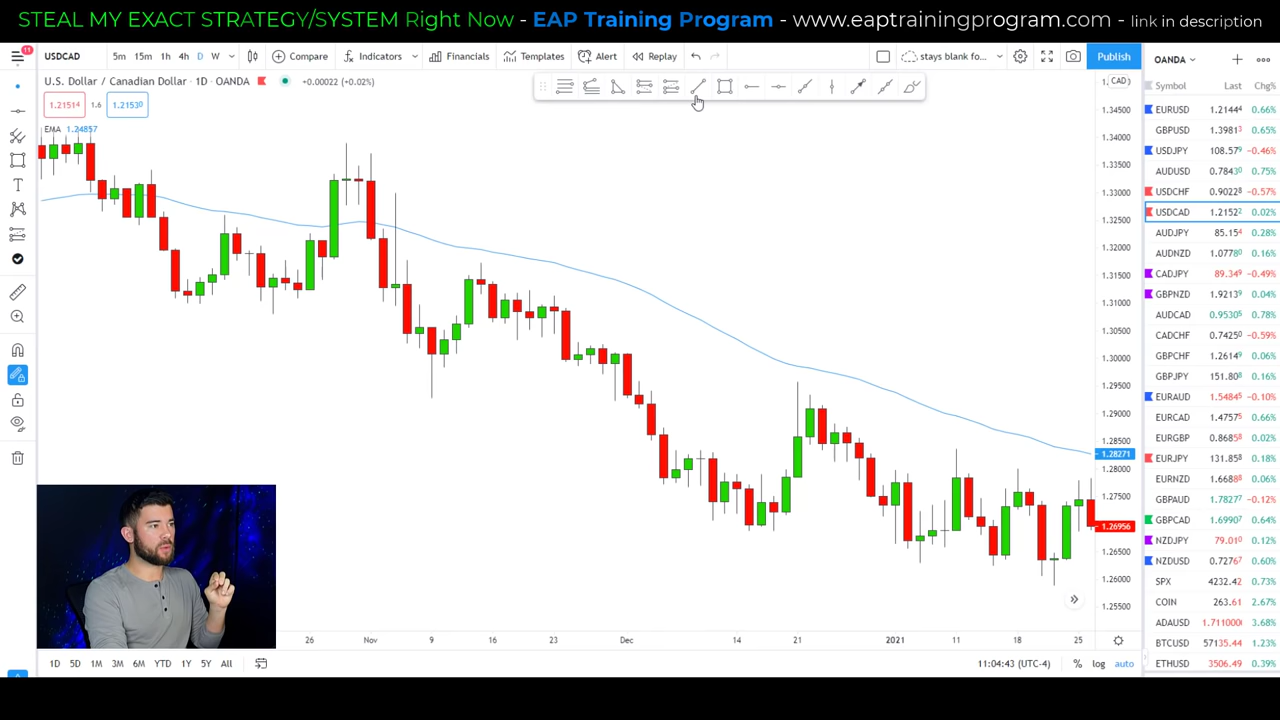 STEAL MY EXACT STRATEGY/SYSTEM Right Now - EAP Training Program - www.eaptrainingprogram.com - link in description
11
USDCAD 5m 15m 1h 4h D W Compare Indicators Financials Templates Alert Replay stays blank fo Publish
OANDA
U.S. Dollar / Canadian Dollar · 1D · OANDA +0.00022 (+0.02%)
CAD
Symbol Last Chg%
1.21514 1.6 1.21530
EMA 1.24857
1.34500
1.34000
1.33500
1.33000
1.32500
1.32000
1.31500
1.31000
1.30500
1.30000
1.29500
1.29000
1.28500
1.28271
1.28000
1.27500
1.26956
1.26500
1.26000
1.25500
EURUSD 1.21444 0.66%
GBPUSD 1.39813 0.65%
USDJPY 108.579 −0.46%
AUDUSD 0.78430 0.75%
USDCHF 0.90228 −0.57%
USDCAD 1.21522 0.02%
AUDJPY 85.154 0.28%
AUDNZD 1.07780 0.16%
CADJPY 89.349 −0.49%
GBPNZD 1.92139 0.04%
AUDCAD 0.95305 0.78%
CADCHF 0.74250 −0.59%
GBPCHF 1.26149 0.06%
GBPJPY 151.808 0.16%
EURAUD 1.54845 −0.10%
EURCAD 1.47575 0.66%
EURGBP 0.86858 0.02%
EURJPY 131.858 0.18%
EURNZD 1.66888 0.06%
GBPAUD 1.78277 −0.12%
GBPCAD 1.69907 0.64%
NZDJPY 79.010 0.12%
NZDUSD 0.72767 0.60%
SPX 4232.42 0.73%
COIN 263.61 2.67%
ADAUSD 1.7110000 3.68%
BTCUSD 57135.44 1.23%
ETHUSD 3506.49 0.39%
26 Nov 9 16 23 Dec 14 21 2021 11 18 25
1D 5D 1M 3M 6M YTD 1Y 5Y All 11:04:43 (UTC-4) % log auto